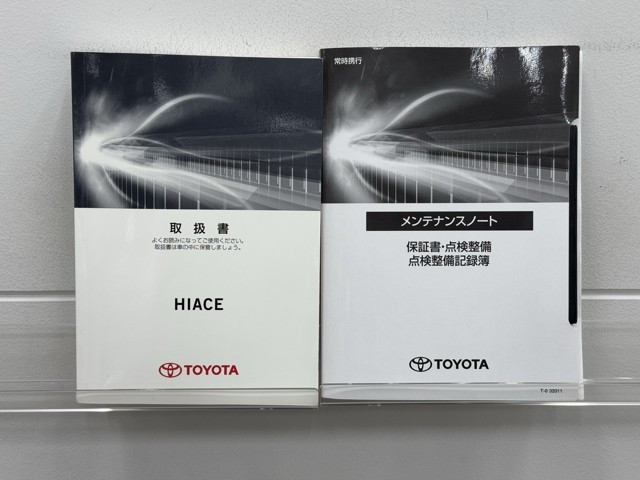 取扱書
よくお読みになってご使用ください。
取扱書は車の中に保管しましょう。
HIACE
TOYOTA
常時携行
メンテナンスノート
保証書・点検整備
点検整備記録簿
TOYOTA